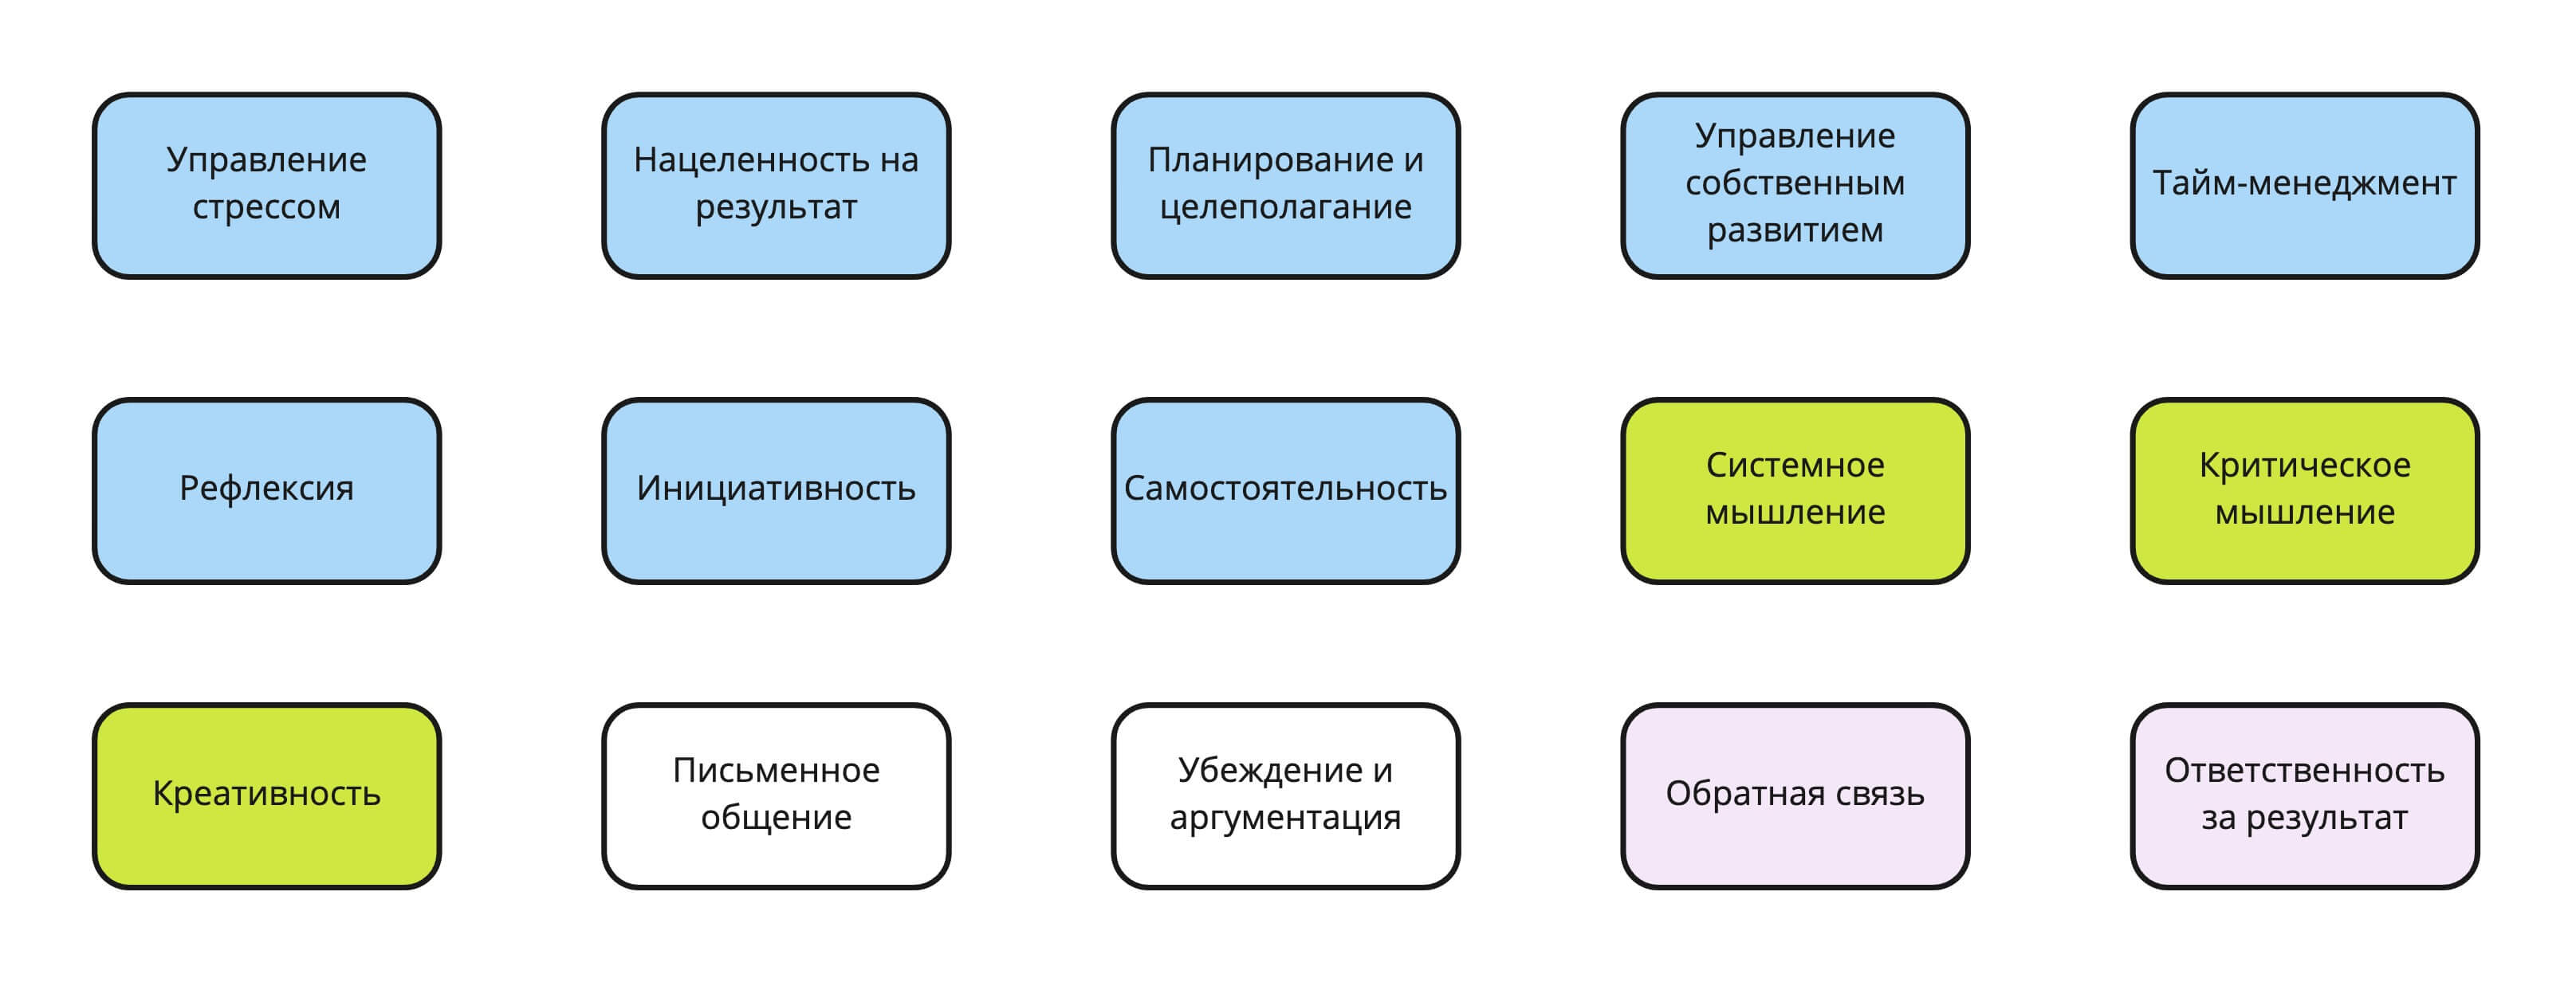 Управление
стрессом
Нацеленность на
результат
Планирование и
целеполагание
Управление
собственным
развитием
Тайм-менеджмент
Рефлексия
Инициативность
Самостоятельность
Системное
мышление
Критическое
мышление
Креативность
Письменное
общение
Убеждение и
аргументация
Обратная связь
Ответственность
за результат